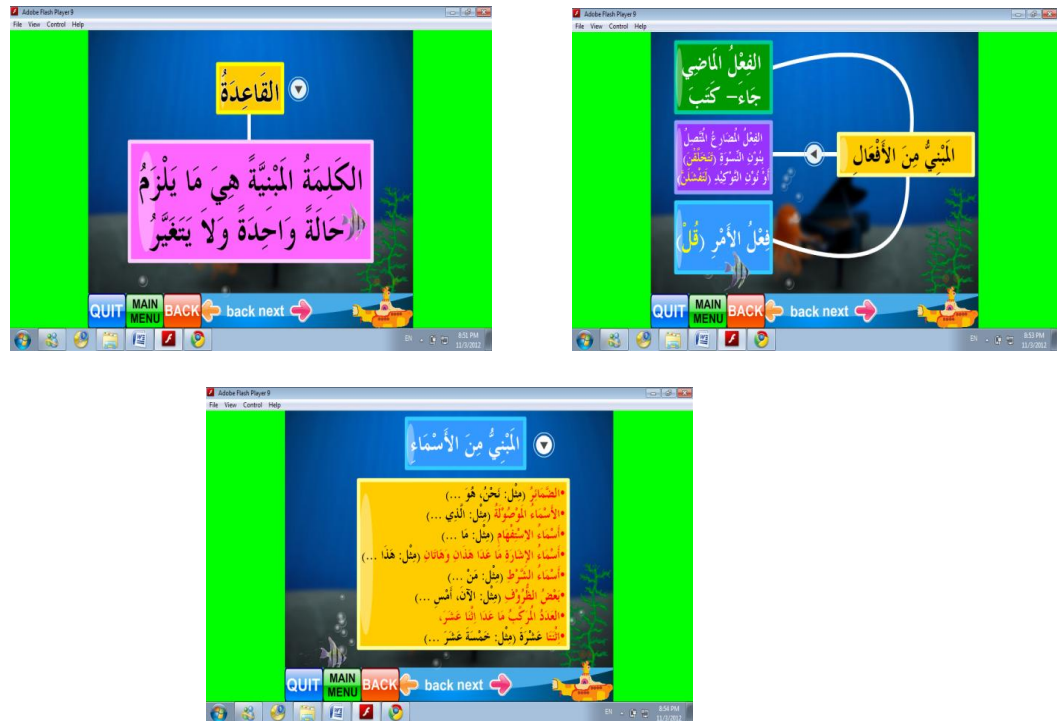 Adobe Flash Player 9
File View Control Help
القَاعِدَةُ
الكَلِمَةُ المَبْنِيَّةُ هِيَ مَا يَلْزَمُ
حَالَةً وَاحِدَةً وَلاَ يَتَغَيَّرُ
QUIT
MAIN MENU
BACK
back next
EN
8:51 PM
11/3/2012
Adobe Flash Player 9
File View Control Help
الفِعْلُ المَاضِي
جَاءَ – كَتَبَ
المَبْنِيُّ مِنَ الأَفْعَالِ
الفِعْلُ المُضَارِعُ المُتَّصِلُ
بِنُوْنِ النِّسْوَةِ
أَوْ نُوْنِ التَّوْكِيْدِ
فِعْلُ الأَمْرِ (قُلْ)
QUIT
MAIN MENU
BACK
back next
EN
8:53 PM
11/3/2012
Adobe Flash Player 9
File View Control Help
المَبْنِيُّ مِنَ الأَسْمَاءِ
•الضَّمَائِرُ (مِثْل: نَحْنُ، هُوَ ...)
•الأَسْمَاءُ المَوْصُوْلَةُ (مِثْل: الَّذِي ...)
•أَسْمَاءُ الاسْتِفْهَامِ (مِثْل: مَا ...)
•أَسْمَاءُ الإِشَارَةِ مَا عَدَا هَذَانِ وَهَاتَانِ (مِثْل: هَذَا ...)
•أَسْمَاءُ الشَّرْطِ (مِثْل: مَنْ ...)
•بَعْضُ الظُّرُوْفِ (مِثْل: الآنَ، أَمْسِ ...)
•العَدَدُ المُرَكَّبُ مَا عَدَا اثْنَا عَشَرَ،
•اثْنَتَا عَشْرَةَ (مِثْل: خَمْسَةَ عَشَرَ ...)
QUIT
MAIN MENU
BACK
back next
EN
8:54 PM
11/3/2012